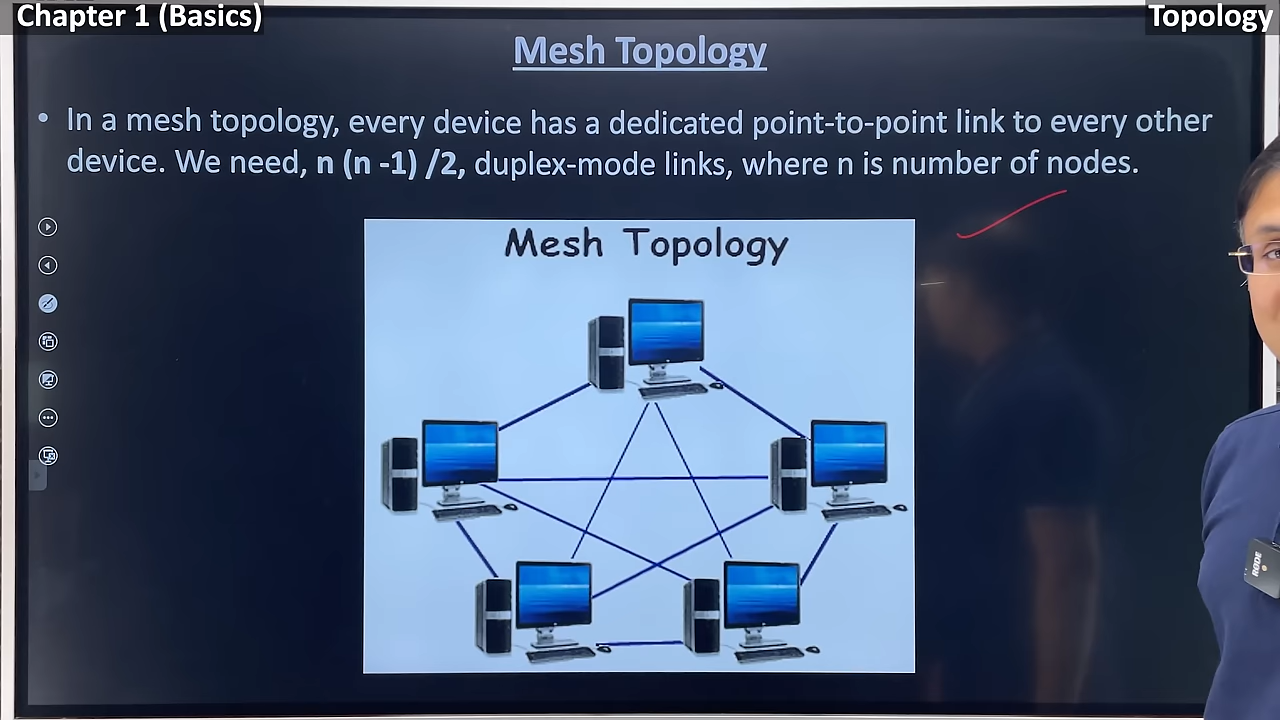 Chapter 1 (Basics)
Topology
Mesh Topology
• In a mesh topology, every device has a dedicated point-to-point link to every other
device. We need, n (n -1) /2, duplex-mode links, where n is number of nodes.
Mesh Topology
RODE